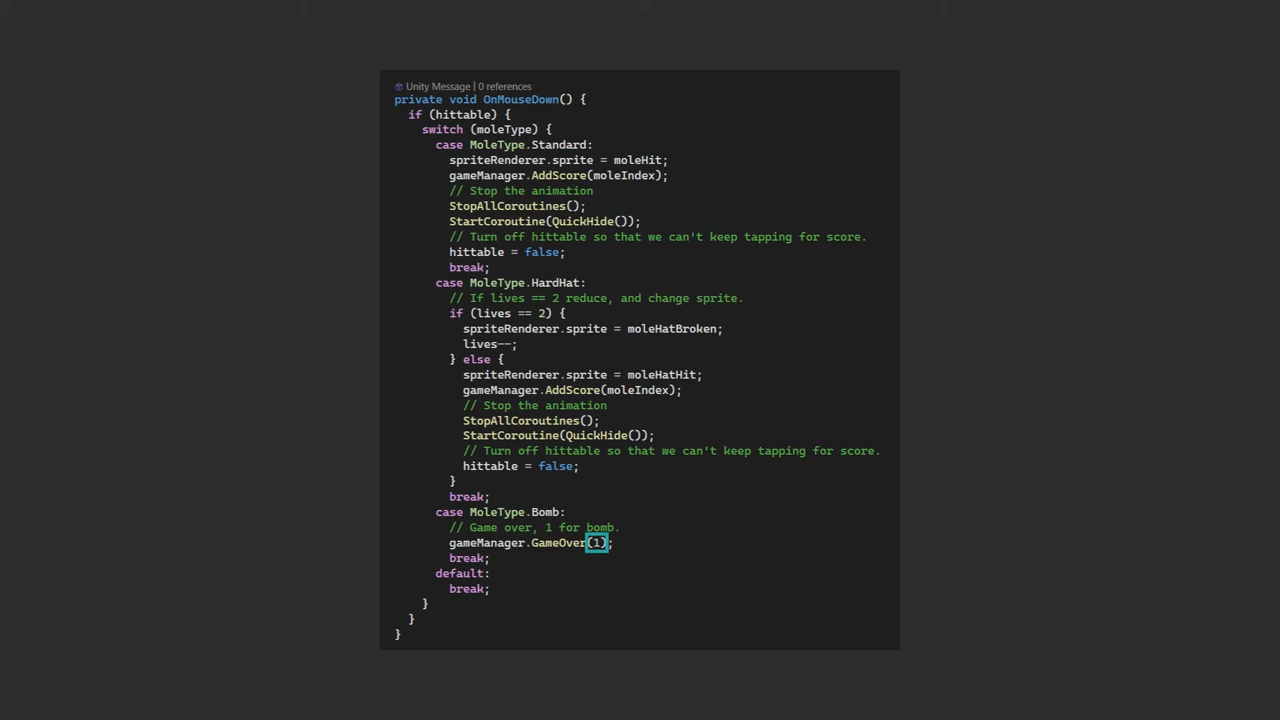 Unity Message | 0 references
private void OnMouseDown() {
if (hittable) {
switch (moleType) {
case MoleType.Standard:
spriteRenderer.sprite = moleHit;
gameManager.AddScore(moleIndex);
// Stop the animation
StopAllCoroutines();
StartCoroutine(QuickHide());
// Turn off hittable so that we can't keep tapping for score.
hittable = false;
break;
case MoleType.HardHat:
// If lives == 2 reduce, and change sprite.
if (lives == 2) {
spriteRenderer.sprite = moleHatBroken;
lives--;
} else {
spriteRenderer.sprite = moleHatHit;
gameManager.AddScore(moleIndex);
// Stop the animation
StopAllCoroutines();
StartCoroutine(QuickHide());
// Turn off hittable so that we can't keep tapping for score.
hittable = false;
}
break;
case MoleType.Bomb:
// Game over, 1 for bomb.
gameManager.GameOver(1);
break;
default:
break;
}
}
}